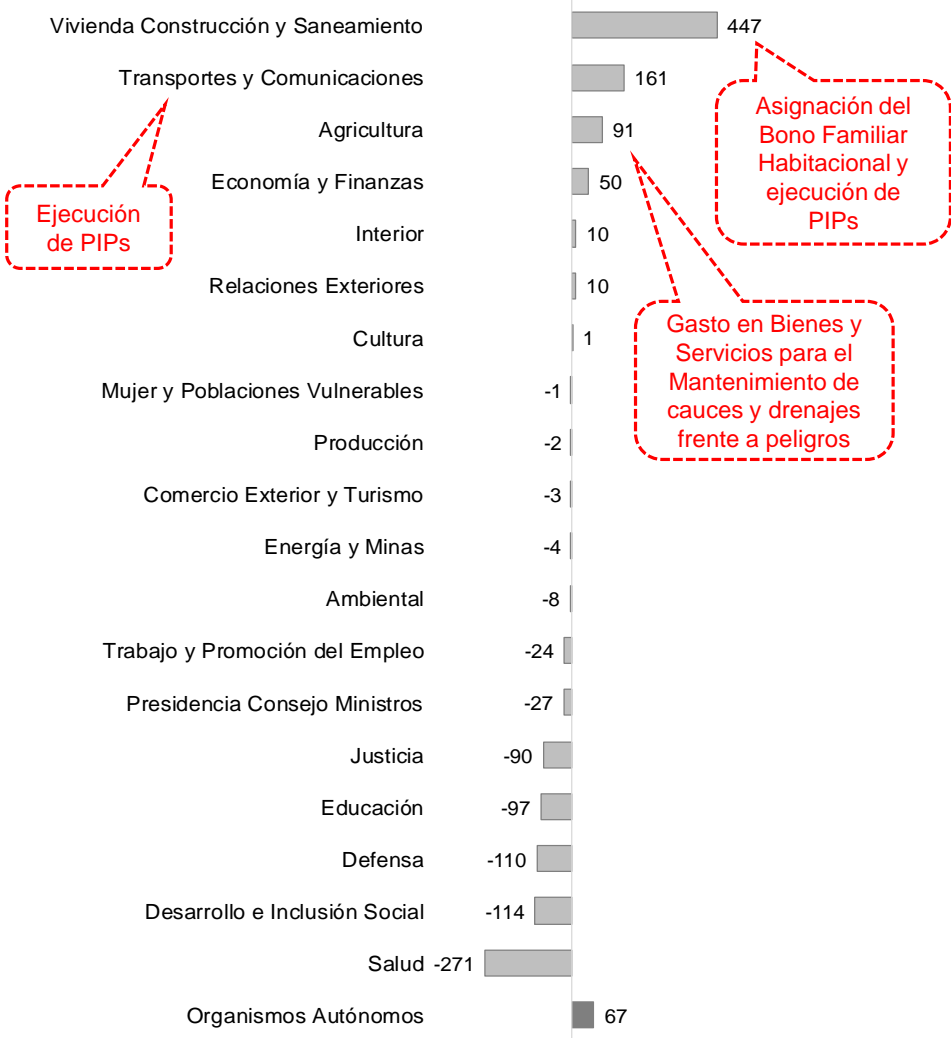 Vivienda Construcción y Saneamiento 447
Transportes y Comunicaciones 161
Agricultura 91
Economía y Finanzas 50
Interior 10
Relaciones Exteriores 10
Cultura 1
Mujer y Poblaciones Vulnerables -1
Producción -2
Comercio Exterior y Turismo -3
Energía y Minas -4
Ambiental -8
Trabajo y Promoción del Empleo -24
Presidencia Consejo Ministros -27
Justicia -90
Educación -97
Defensa -110
Desarrollo e Inclusión Social -114
Salud -271
Organismos Autónomos 67
Asignación del
Bono Familiar
Habitacional y
ejecución de
PIPs
Ejecución
de PIPs
Gasto en Bienes y
Servicios para el
Mantenimiento de
cauces y drenajes
frente a peligros